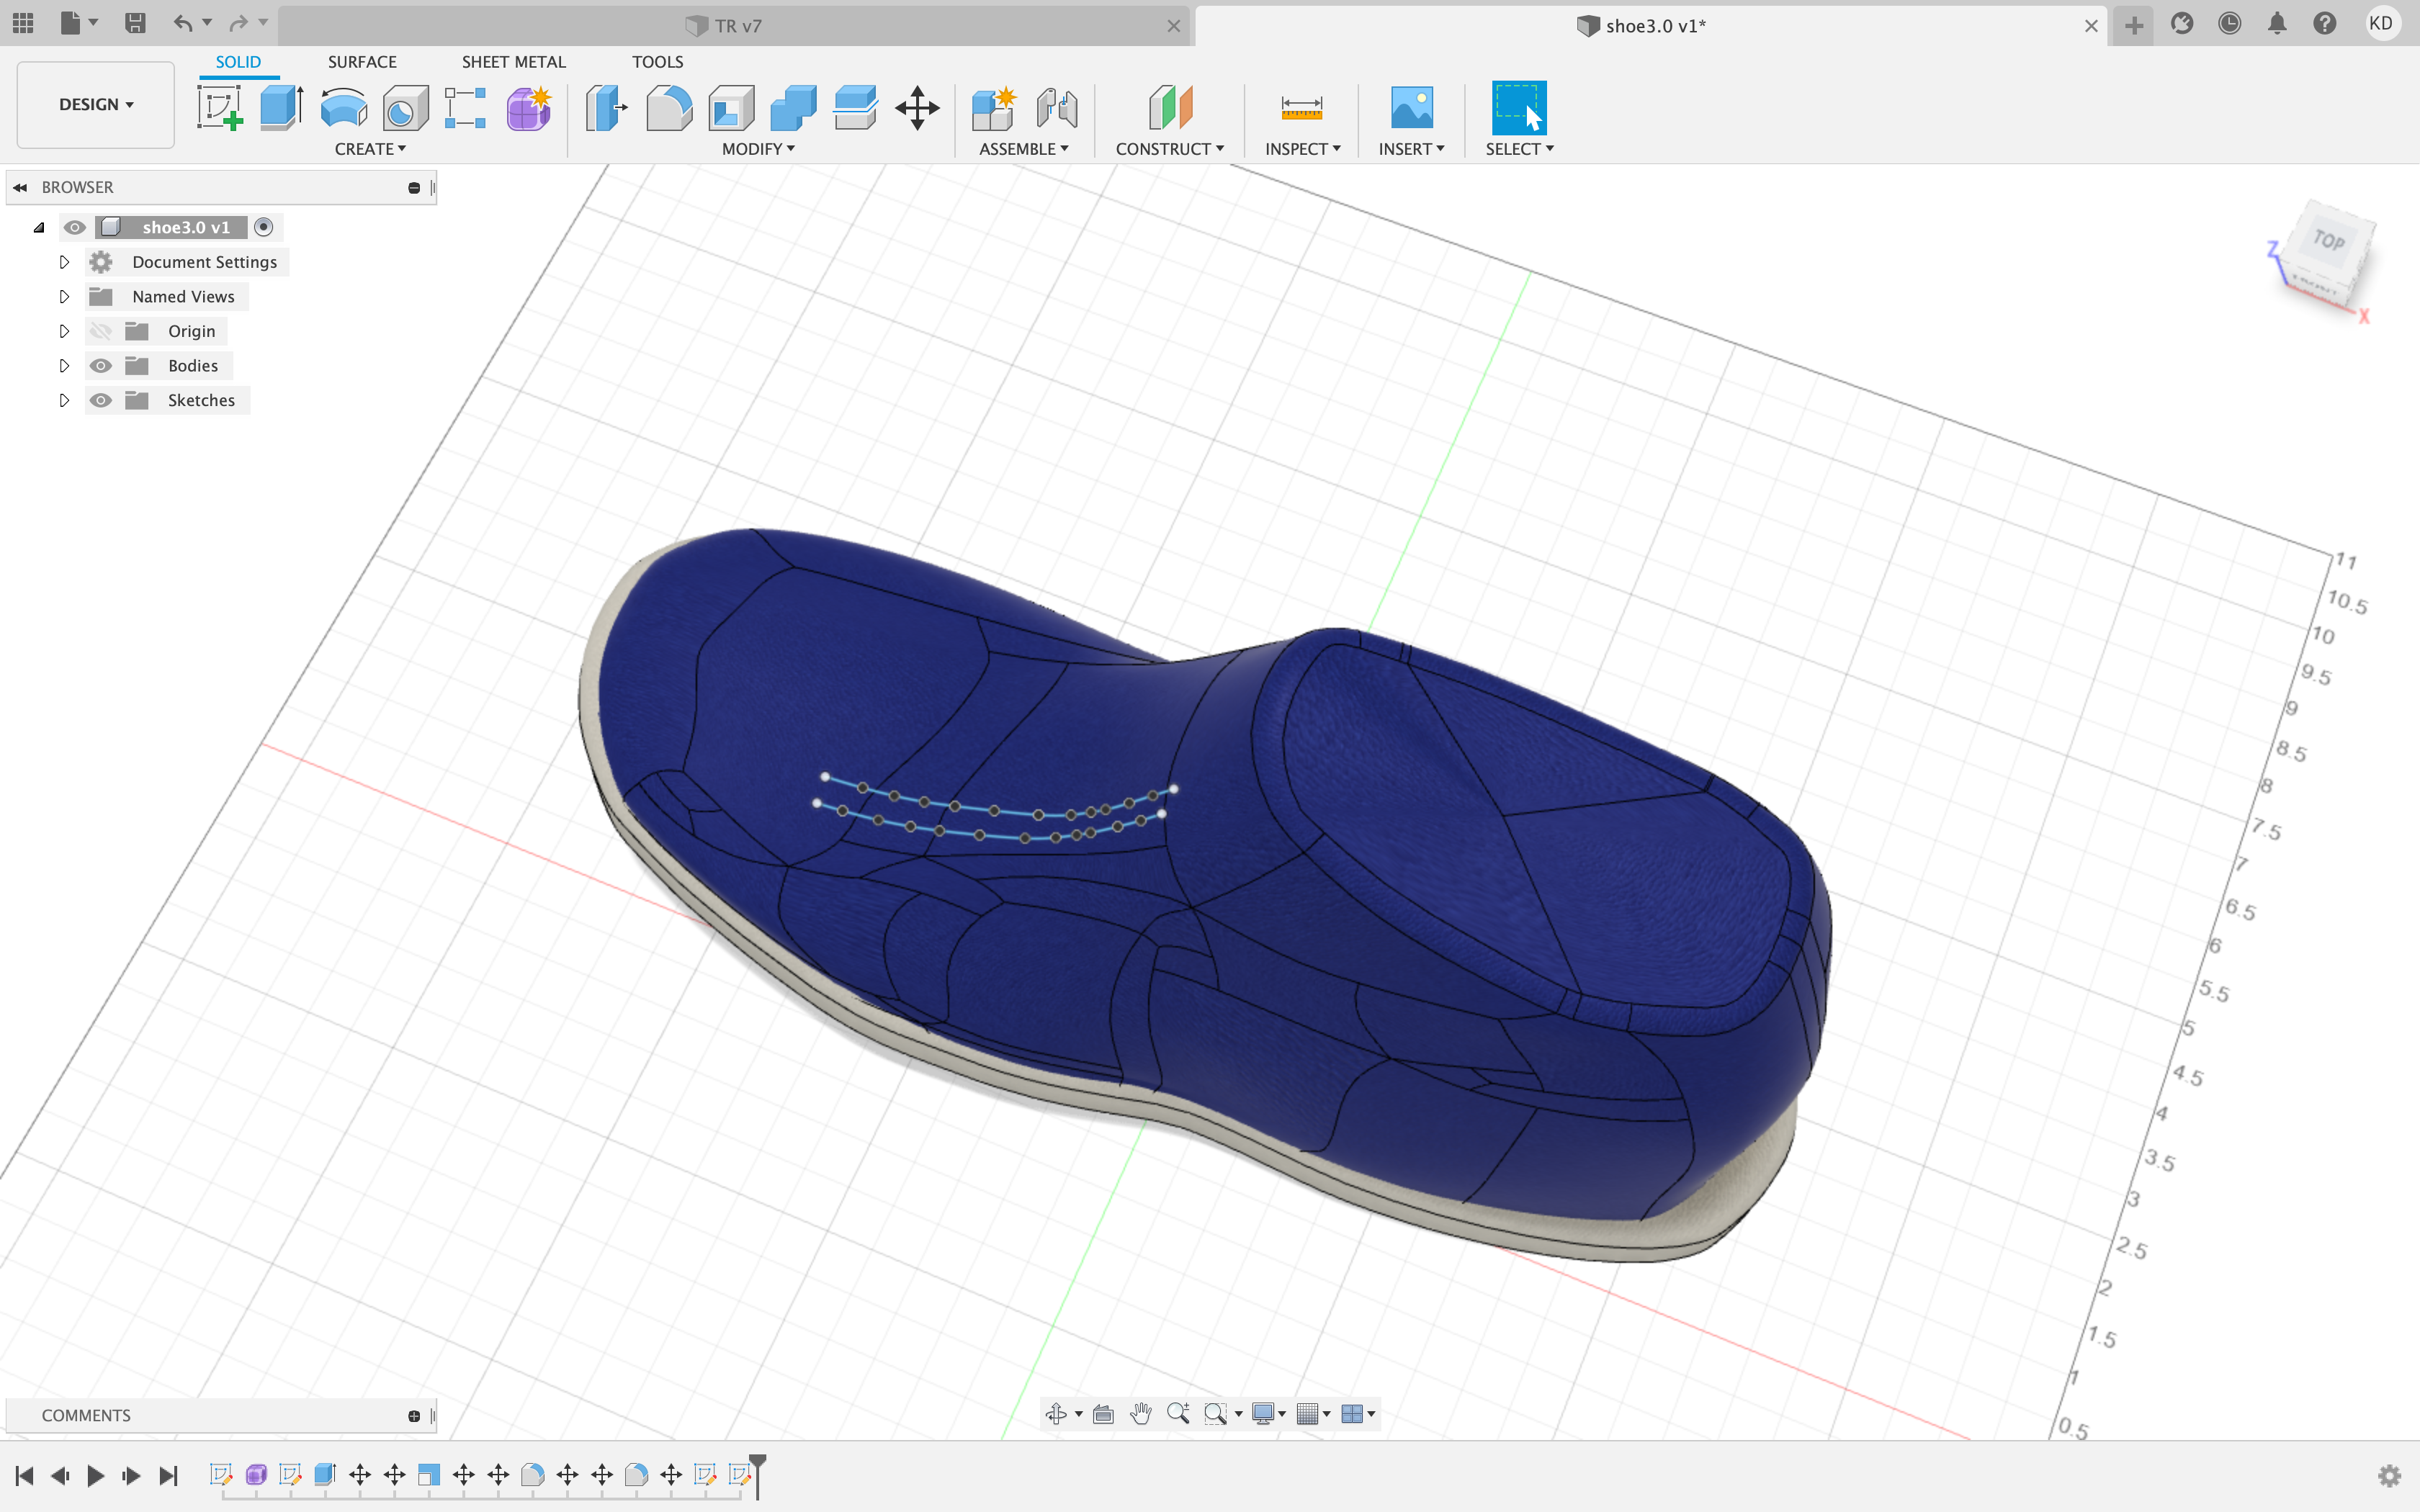 TR v7
shoe3.0 v1*
KD
SOLID
SURFACE
SHEET METAL
TOOLS
DESIGN
CREATE
MODIFY
ASSEMBLE
CONSTRUCT
INSPECT
INSERT
SELECT
BROWSER
shoe3.0 v1
Document Settings
Named Views
Origin
Bodies
Sketches
TOP
FRONT
Z
X
11
10.5
10
9.5
9
8.5
8
7.5
7
6.5
6
5.5
5
4.5
4
3.5
3
2.5
2
1.5
1
0.5
COMMENTS